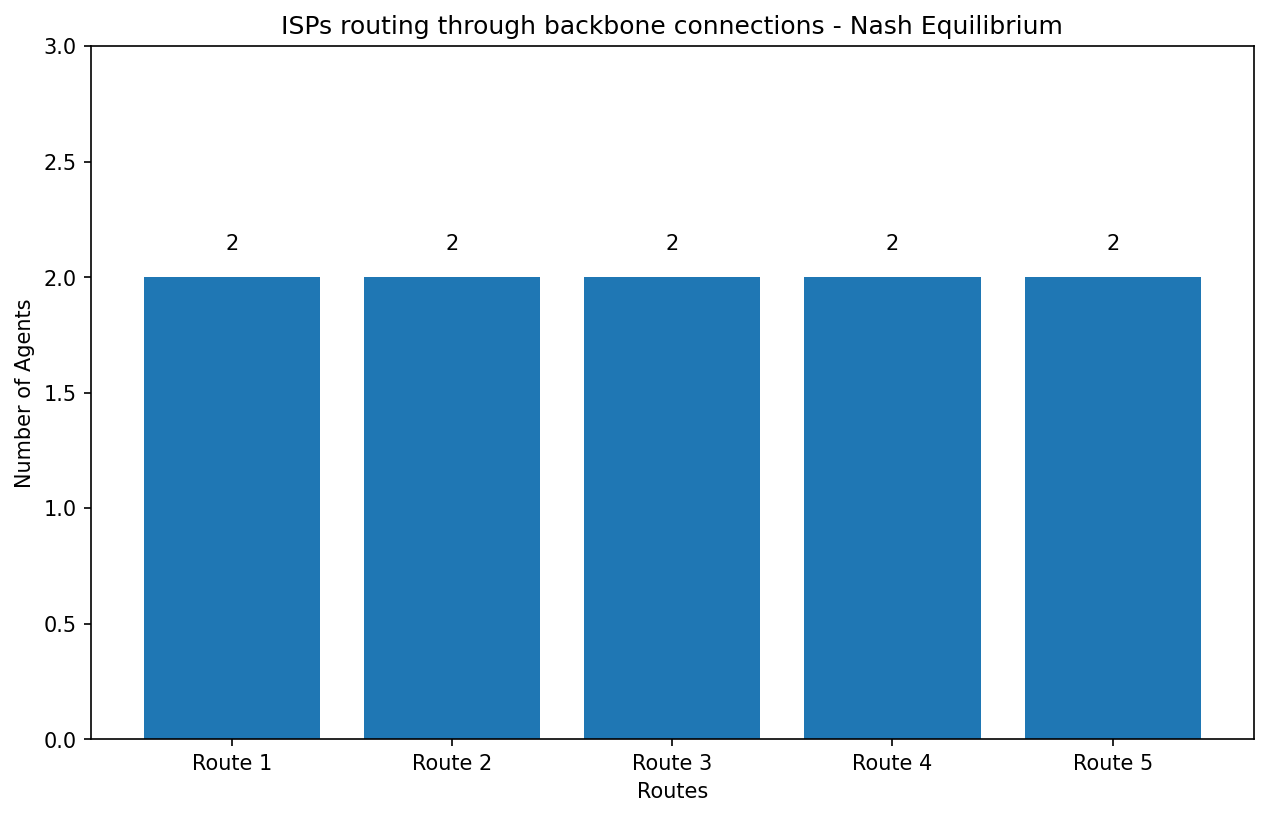 ISPs routing through backbone connections - Nash Equilibrium
3.0
2.5
2.0
1.5
1.0
0.5
0.0
Number of Agents
2 2 2 2 2
Route 1 Route 2 Route 3 Route 4 Route 5
Routes